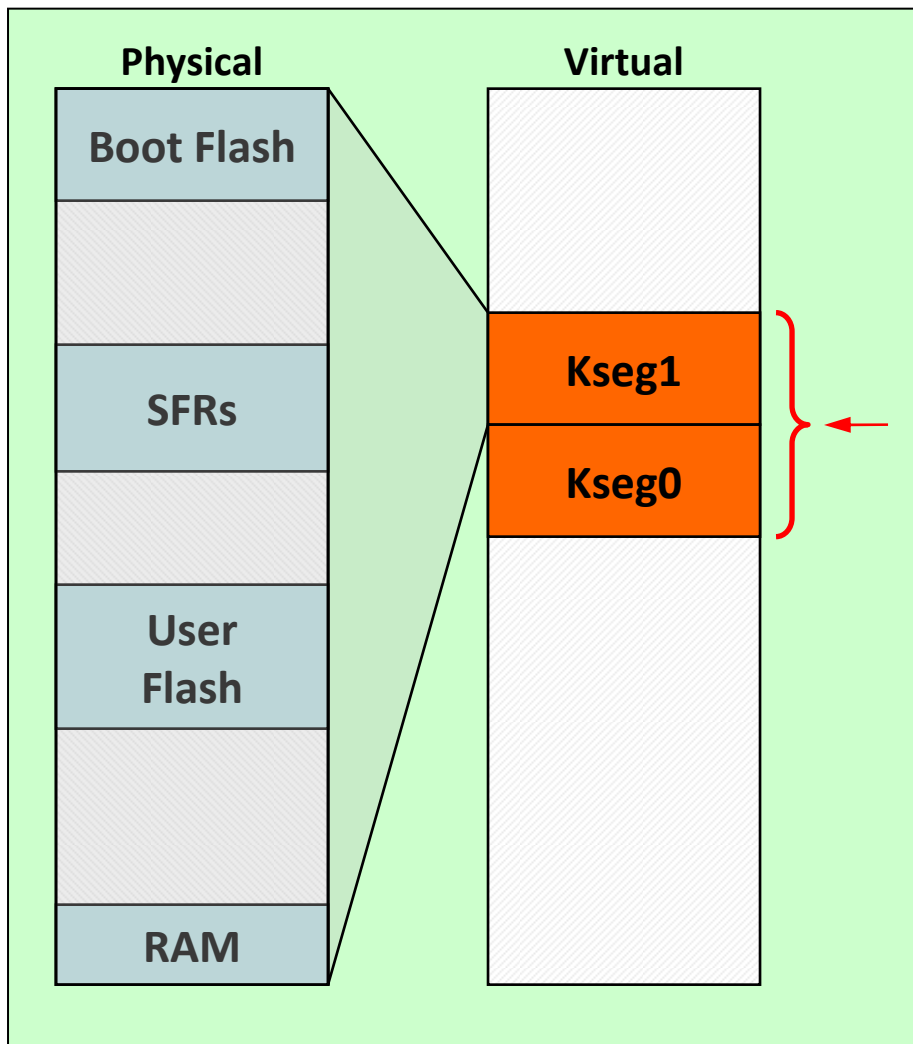 Physical
Virtual
Boot Flash
Kseg1
SFRs
Kseg0
User
Flash
RAM